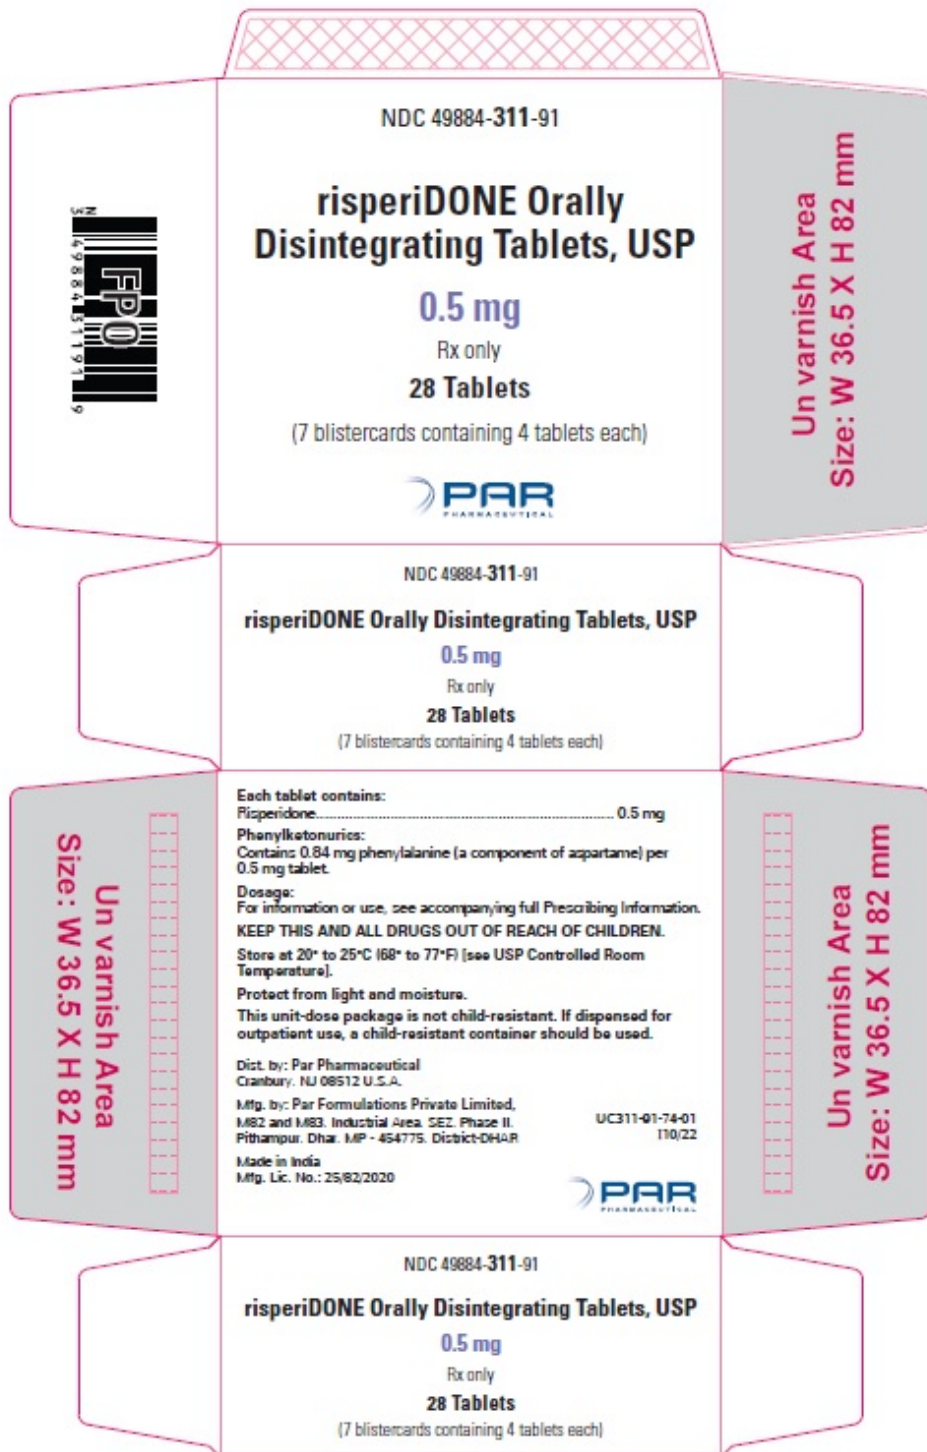 NDC 49884-311-91
risperiDONE Orally
Disintegrating Tablets, USP
0.5 mg
Rx only
28 Tablets
(7 blistercards containing 4 tablets each)
PAR
PHARMACEUTICAL
N
3
49884 31191
9
FPO
Un varnish Area
Size: W 36.5 X H 82 mm
NDC 49884-311-91
risperiDONE Orally Disintegrating Tablets, USP
0.5 mg
Rx only
28 Tablets
(7 blistercards containing 4 tablets each)
Un varnish Area
Size: W 36.5 X H 82 mm
Each tablet contains:
Risperidone.......................................................................... 0.5 mg
Phenylketonurics:
Contains 0.84 mg phenylalanine (a component of aspartame) per
0.5 mg tablet.
Dosage:
For information or use, see accompanying full Prescribing Information.
KEEP THIS AND ALL DRUGS OUT OF REACH OF CHILDREN.
Store at 20° to 25°C (68° to 77°F) [see USP Controlled Room
Temperature].
Protect from light and moisture.
This unit-dose package is not child-resistant. If dispensed for
outpatient use, a child-resistant container should be used.
Dist. by: Par Pharmaceutical
Cranbury, NJ 08512 U.S.A.
Mfg. by: Par Formulations Private Limited,
M82 and M83, Industrial Area, SEZ, Phase II,
Pithampur, Dhar, MP - 454775, District-DHAR
Made in India
Mfg. Lic. No.: 25/82/2020
UC311-91-74-01
I10/22
PAR
PHARMACEUTICAL
Un varnish Area
Size: W 36.5 X H 82 mm
NDC 49884-311-91
risperiDONE Orally Disintegrating Tablets, USP
0.5 mg
Rx only
28 Tablets
(7 blistercards containing 4 tablets each)